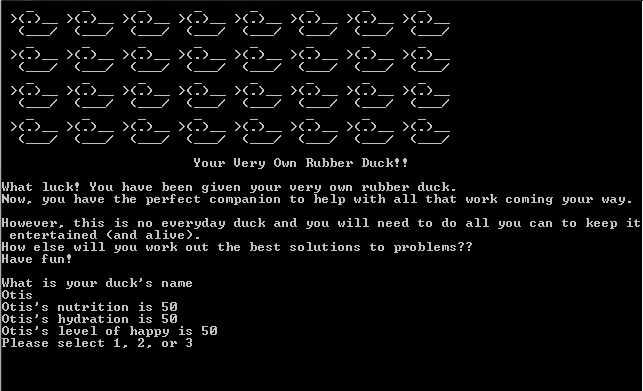 Your Very Own Rubber Duck!!
What luck! You have been given your very own rubber duck.
Now, you have the perfect companion to help with all that work coming your way.
However, this is no everyday duck and you will need to do all you can to keep it
entertained (and alive).
How else will you work out the best solutions to problems??
Have fun!
What is your duck's name
Otis
Otis's nutrition is 50
Otis's hydration is 50
Otis's level of happy is 50
Please select 1, 2, or 3